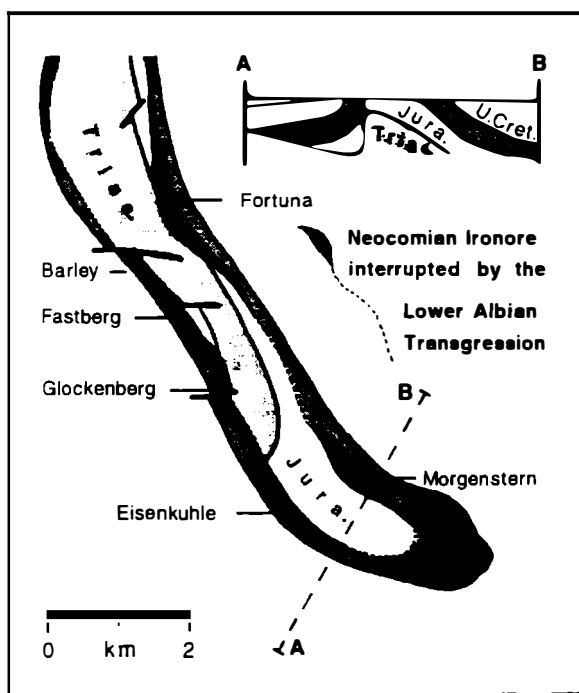 A
B
Jura.
U.Cret.
Trias
Trias
Fortuna
Neocomian Ironore
interrupted by the
Lower Albian
Transgression
Barley
Fastberg
Glockenberg
B
Morgenstern
Jura.
Eisenkuhle
A
0 km 2